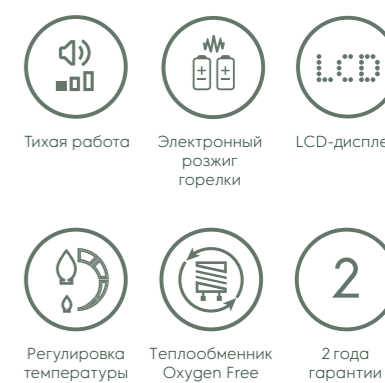 LCD
Тихая работа
Электронный
розжиг
горелки
LCD-диспле
2
Регулировка
температуры
Теплообменник
Oxygen Free
2 года
гарантии